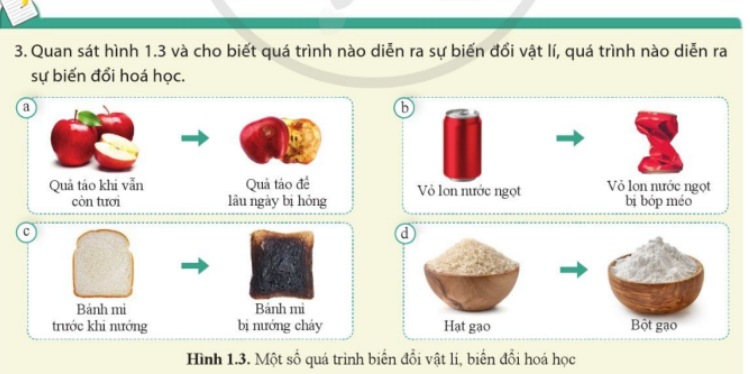 3. Quan sát hình 1.3 và cho biết quá trình nào diễn ra sự biến đổi vật lí, quá trình nào diễn ra
sự biến đổi hoá học.
a
Quả táo khi vẫn
còn tươi
Quả táo để
lâu ngày bị hỏng
b
Vỏ lon nước ngọt
Vỏ lon nước ngọt
bị bóp méo
c
Bánh mì
trước khi nướng
Bánh mì
bị nướng cháy
d
Hạt gạo
Bột gạo
Hình 1.3. Một số quá trình biến đổi vật lí, biến đổi hoá học